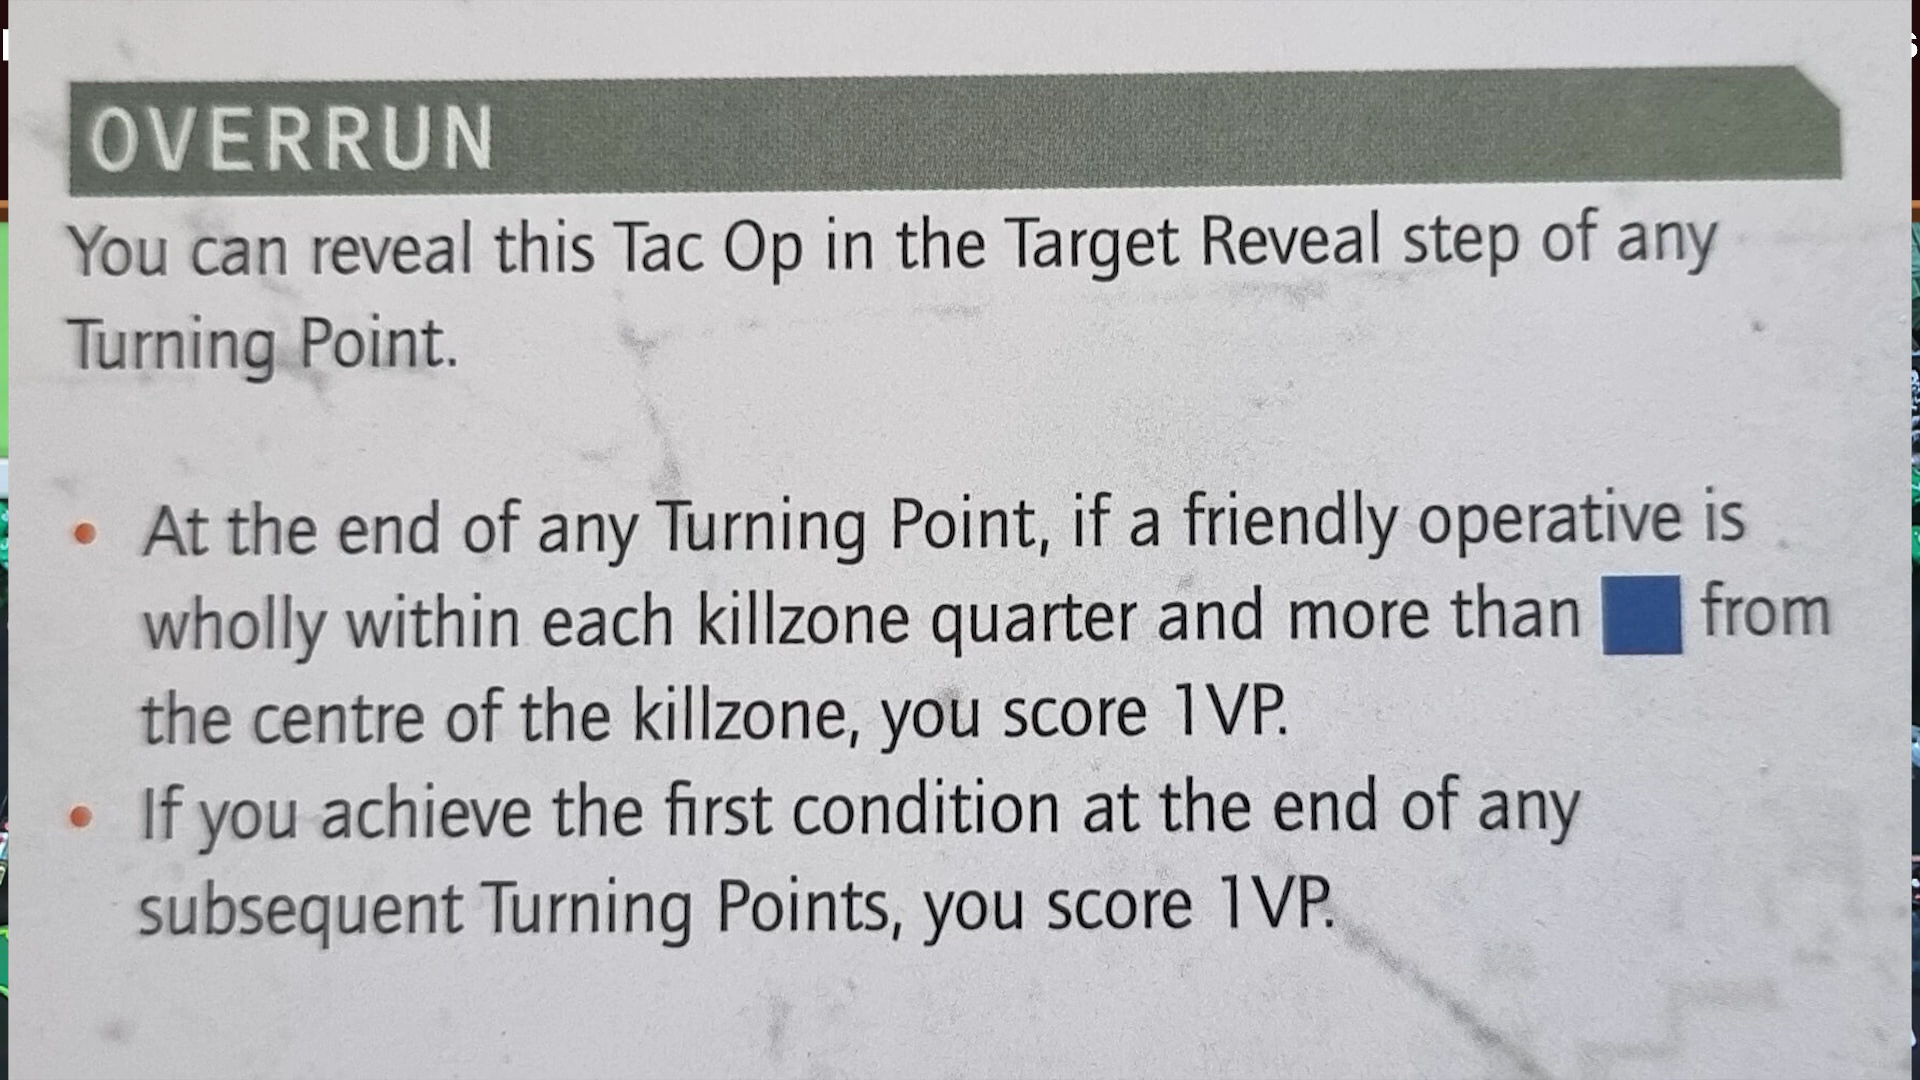 OVERRUN
You can reveal this Tac Op in the Target Reveal step of any
Turning Point.
• At the end of any Turning Point, if a friendly operative is
wholly within each killzone quarter and more than from
the centre of the killzone, you score 1VP.
• If you achieve the first condition at the end of any
subsequent Turning Points, you score 1VP.